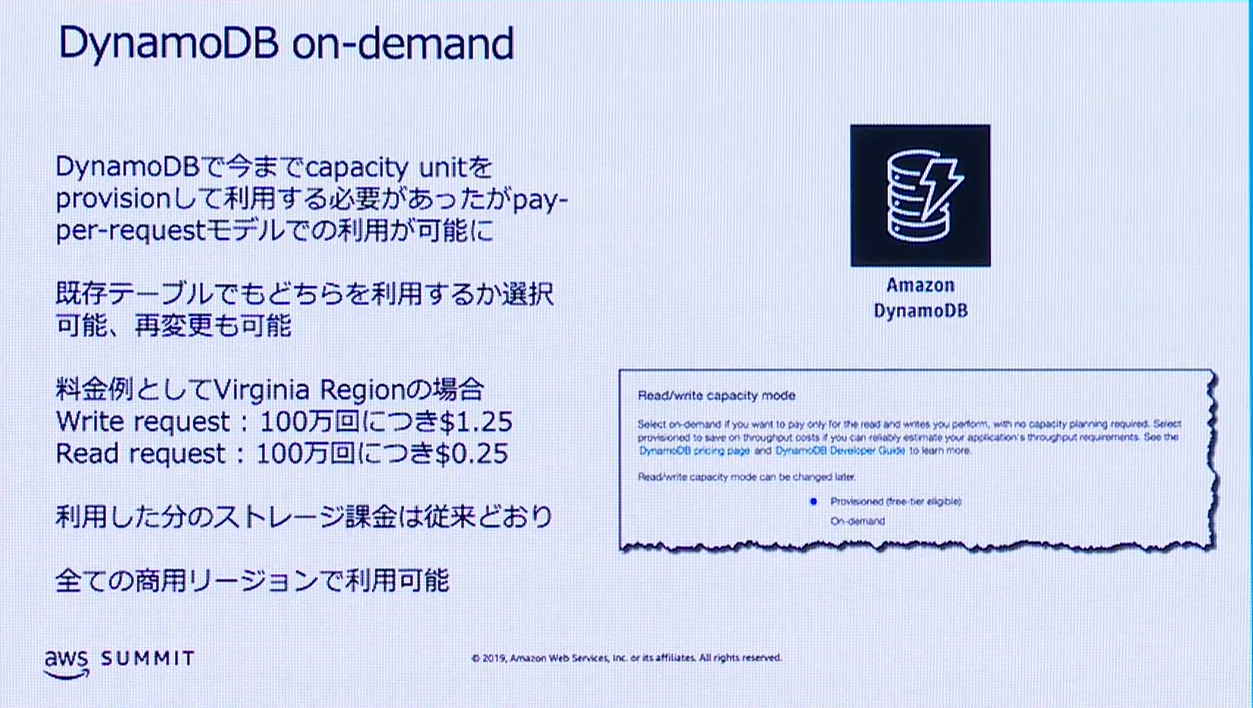 DynamoDB on-demand
DynamoDBで今までcapacity unitを
provisionして利用する必要があったがpay-
per-requestモデルでの利用が可能に
既存テーブルでもどちらを利用するか選択
可能、再変更も可能
料金例としてVirginia Regionの場合
Write request : 100万回につき$1.25
Read request : 100万回につき$0.25
利用した分のストレージ課金は従来どおり
全ての商用リージョンで利用可能
Amazon
DynamoDB
Read/write capacity mode
Select on-demand if you want to pay only for the read and writes you perform, with no capacity planning required. Select
provisioned to save on throughput costs if you can reliably estimate your application's throughput requirements. See the
DynamoDB pricing page and DynamoDB Developer Guide to learn more.
Read/write capacity mode can be changed later.
Provisioned (free-tier eligible)
On-demand
aws SUMMIT
© 2019, Amazon Web Services, Inc. or its affiliates. All rights reserved.